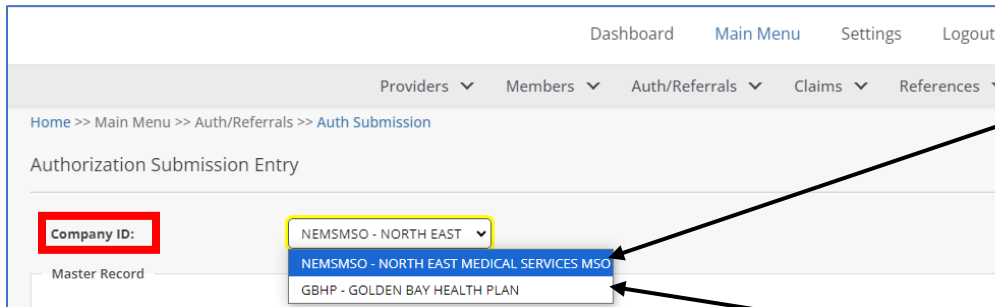 Dashboard Main Menu Settings Logout
Providers Members Auth/Referrals Claims References
Home >> Main Menu >> Auth/Referrals >> Auth Submission
Authorization Submission Entry
Company ID: NEMSMSO - NORTH EAST
NEMSMSO - NORTH EAST MEDICAL SERVICES MSO
Master Record
GBHP - GOLDEN BAY HEALTH PLAN